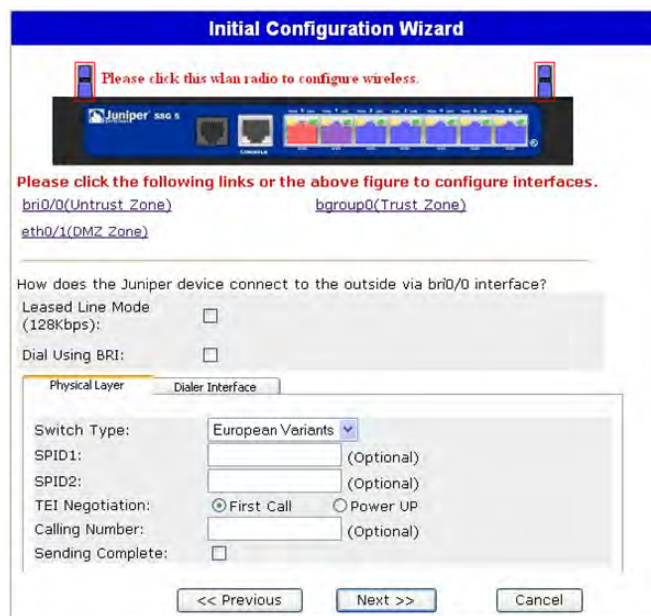 Initial Configuration Wizard
Please click this wlan radio to configure wireless.
Juniper SSG 5
CONSOLE
Please click the following links or the above figure to configure interfaces.
bri0/0(Untrust Zone) bgroup0(Trust Zone)
eth0/1(DMZ Zone)
How does the Juniper device connect to the outside via bri0/0 interface?
Leased Line Mode
(128Kbps):
Dial Using BRI:
Physical Layer Dialer Interface
Switch Type: European Variants
SPID1: (Optional)
SPID2: (Optional)
TEI Negotiation: First Call Power UP
Calling Number: (Optional)
Sending Complete:
<< Previous Next >> Cancel